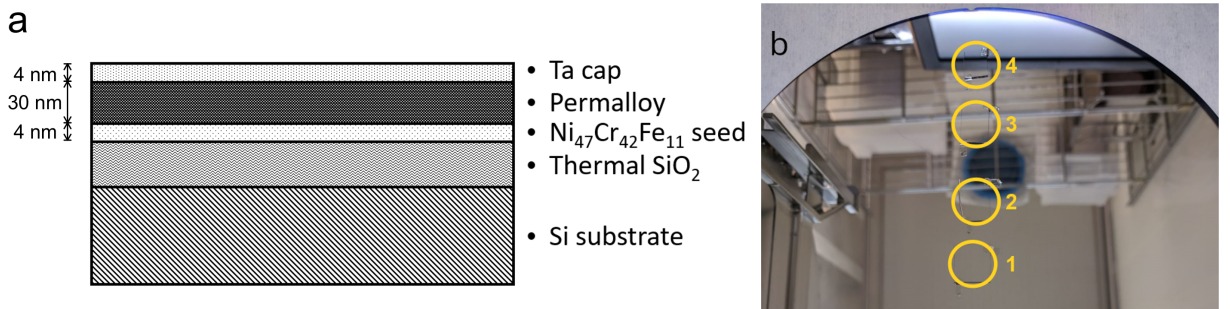 a
4 nm
30 nm
4 nm
• Ta cap
• Permalloy
• Ni₄₇Cr₄₂Fe₁₁ seed
• Thermal SiO₂
• Si substrate
b
4
3
2
1